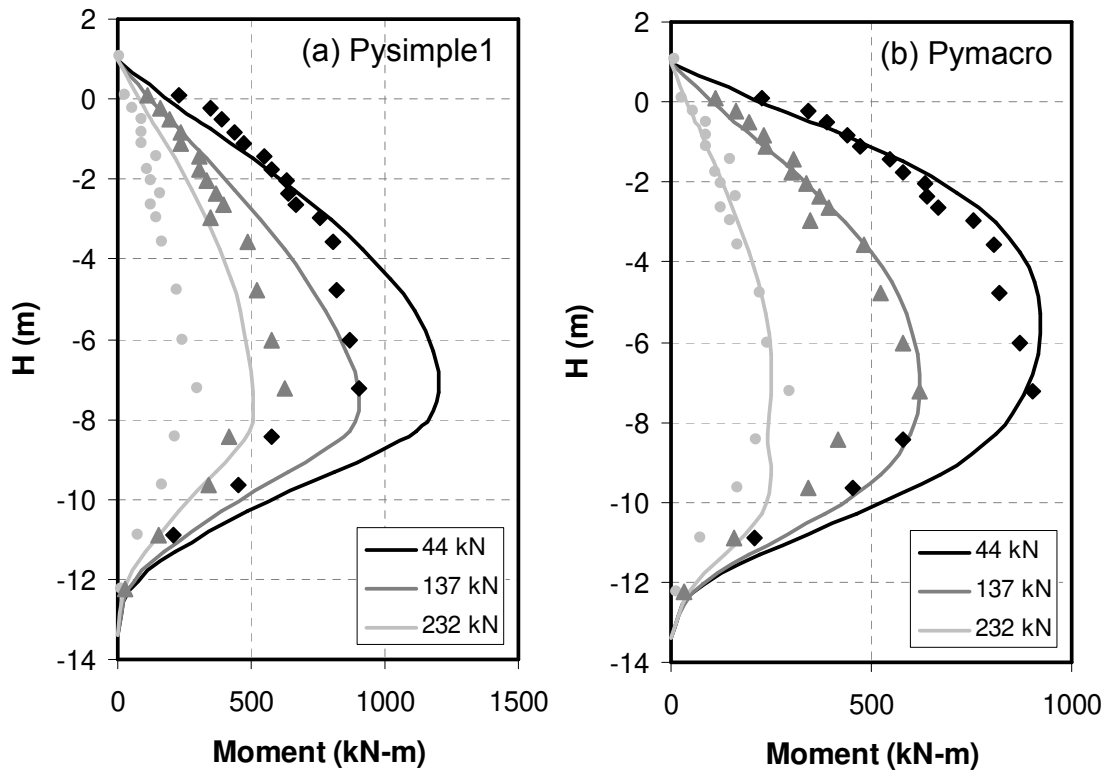 (a) Pysimple1
2
0
-2
-4
-6
-8
-10
-12
-14
H (m)
0
500
1000
1500
Moment (kN-m)
44 kN
137 kN
232 kN
(b) Pymacro
2
0
-2
-4
-6
-8
-10
-12
-14
H (m)
0
500
1000
Moment (kN-m)
44 kN
137 kN
232 kN